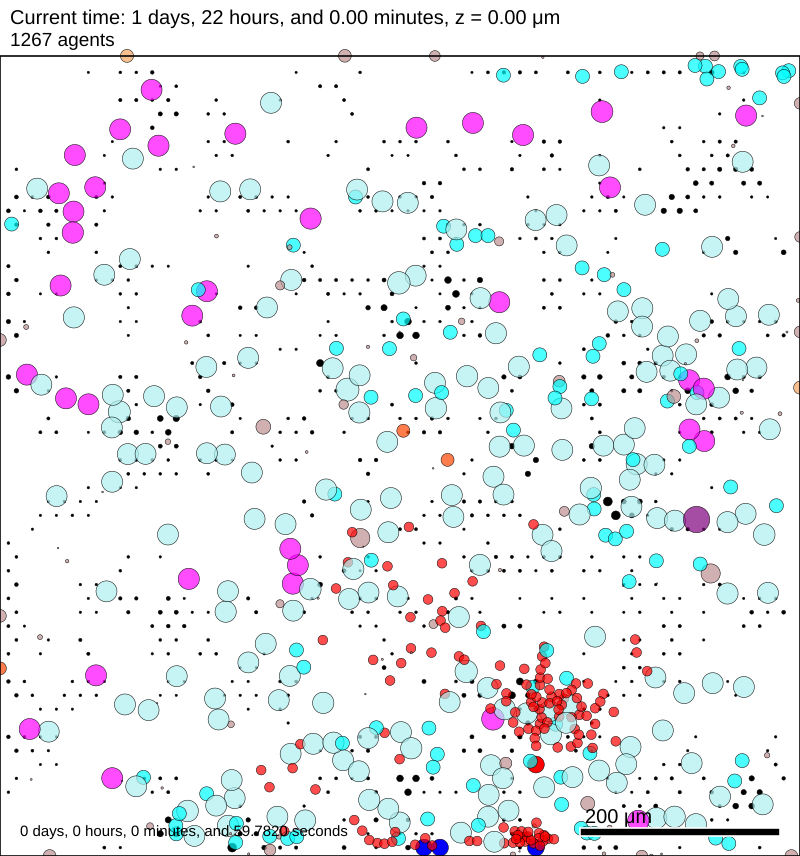 Current time: 1 days, 22 hours, and 0.00 minutes, z = 0.00 μm
1267 agents
200 μm
0 days, 0 hours, 0 minutes, and 59.7820 seconds